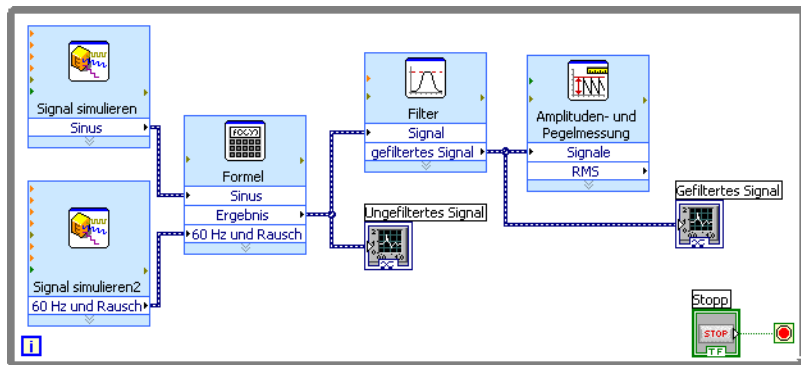 Signal simulieren
Sinus
Signal simulieren2
60 Hz und Rausch
f(x,y)
Formel
Sinus
Ergebnis
60 Hz und Rausch
Filter
Signal
gefiltertes Signal
Ungefiltertes Signal
Amplituden- und
Pegelmessung
Signale
RMS
Gefiltertes Signal
Stopp
STOP
TF
i